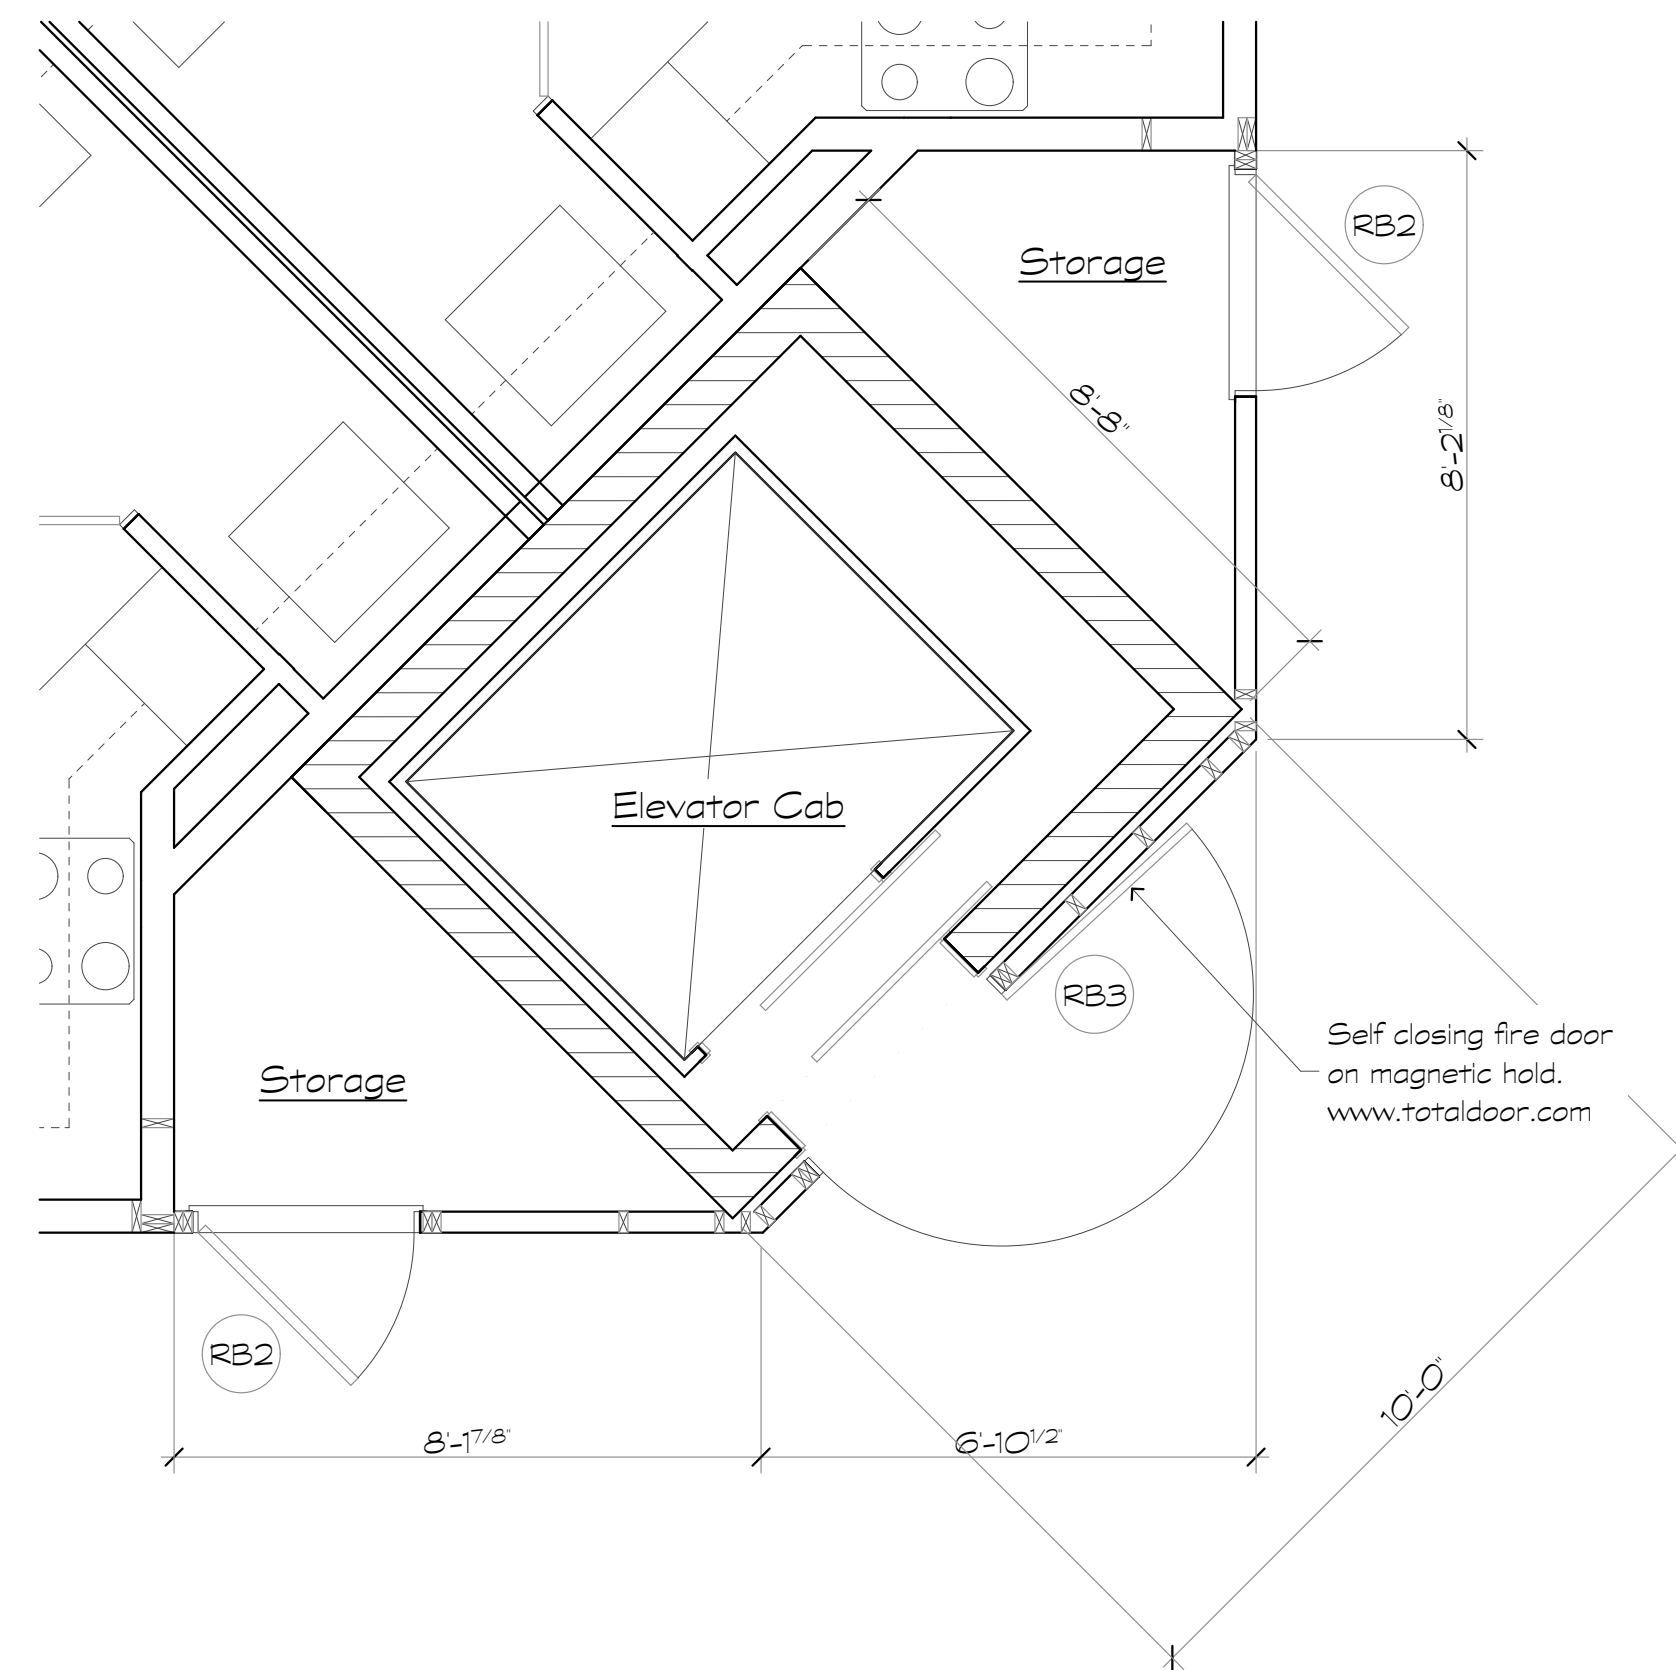 RB2
Storage
8'-8"
8'-2 1/8"
Elevator Cab
RB3
Self closing fire door
on magnetic hold.
www.totaldoor.com
Storage
RB2
10'-0"
8'-1 7/8"
6'-10 1/2"